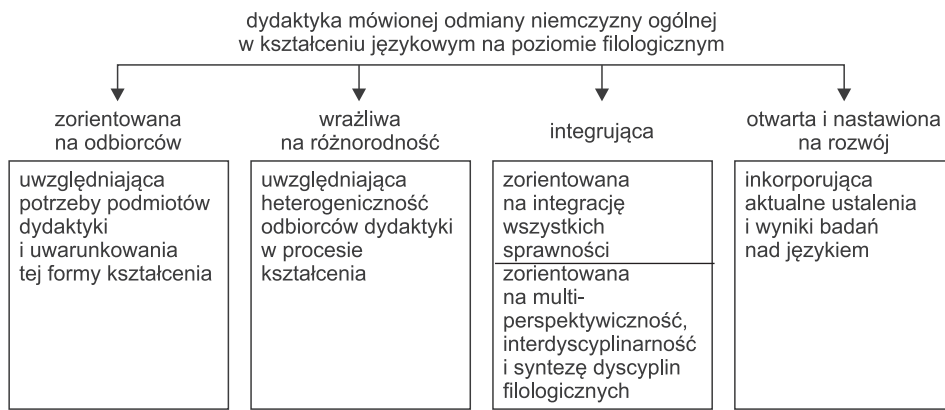 dydaktyka mówionej odmiany niemczyzny ogólnej
w kształceniu językowym na poziomie filologicznym
zorientowana
na odbiorców
uwzględniająca
potrzeby podmiotów
dydaktyki
i uwarunkowania
tej formy kształcenia
wrażliwa
na różnorodność
uwzględniająca
heterogeniczność
odbiorców dydaktyki
w procesie
kształcenia
integrująca
zorientowana
na integrację
wszystkich
sprawności
zorientowana
na multi-
perspektywiczność,
interdyscyplinarność
i syntezę dyscyplin
filologicznych
otwarta i nastawiona
na rozwój
inkorporująca
aktualne ustalenia
i wyniki badań
nad językiem